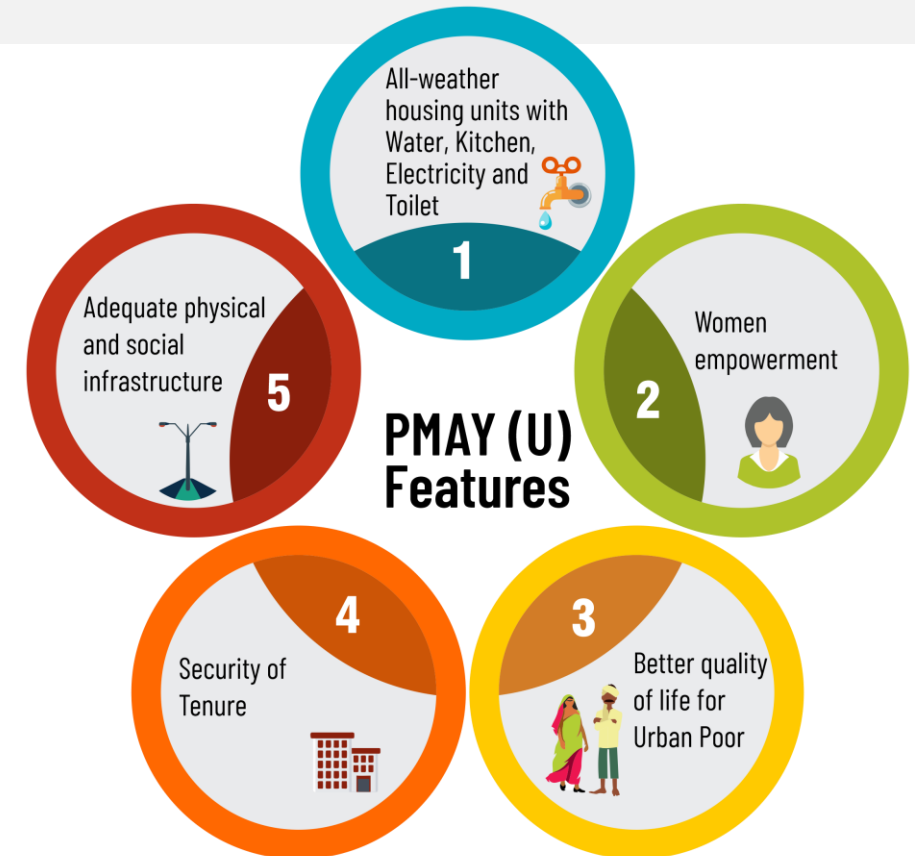 All-weather
housing units with
Water, Kitchen,
Electricity and
Toilet
1
Women
empowerment
2
Better quality
of life for
Urban Poor
3
Security of
Tenure
4
Adequate physical
and social
infrastructure
5
PMAY (U)
Features